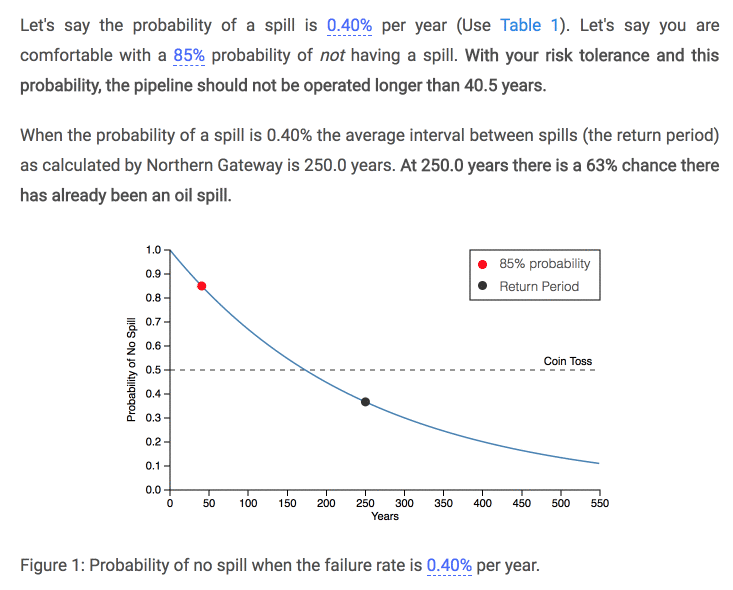 Let's say the probability of a spill is 0.40% per year (Use Table 1). Let's say you are
comfortable with a 85% probability of not having a spill. With your risk tolerance and this
probability, the pipeline should not be operated longer than 40.5 years.
When the probability of a spill is 0.40% the average interval between spills (the return period)
as calculated by Northern Gateway is 250.0 years. At 250.0 years there is a 63% chance there
has already been an oil spill.
1.0
0.9
0.8
0.7
0.6
0.5
0.4
0.3
0.2
0.1
0.0
Probability of No Spill
85% probability
Return Period
Coin Toss
0 50 100 150 200 250 300 350 400 450 500 550
Years
Figure 1: Probability of no spill when the failure rate is 0.40% per year.